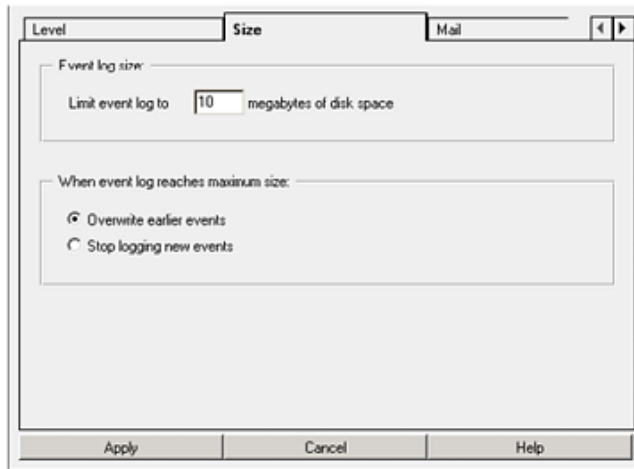 Level Size Mail
Event log size:
Limit event log to 10 megabytes of disk space
When event log reaches maximum size:
Overwrite earlier events
Stop logging new events
Apply Cancel Help